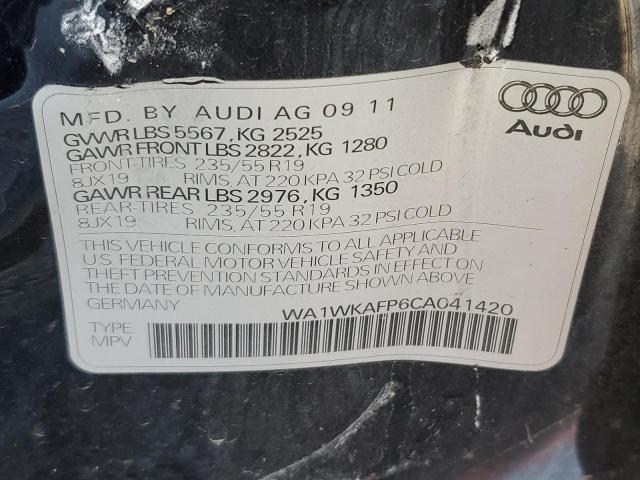 MFD. BY AUDI AG 09 11
GVWR LBS 5567, KG 2525
GAWR FRONT LBS 2822, KG 1280
FRONT-TIRES 235/55 R19
8JX19 RIMS, AT 220 KPA 32 PSI COLD
GAWR REAR LBS 2976, KG 1350
REAR-TIRES 235/55 R19
8JX19 RIMS, AT 220 KPA 32 PSI COLD
THIS VEHICLE CONFORMS TO ALL APPLICABLE
U.S. FEDERAL MOTOR VEHICLE SAFETY AND
THEFT PREVENTION STANDARDS IN EFFECT ON
THE DATE OF MANUFACTURE SHOWN ABOVE
GERMANY WA1WKAFP6CA041420
TYPE
MPV
Audi